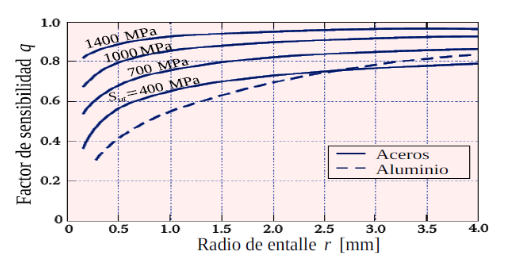 Factor de sensibilidad q
1.0
0.8
0.6
0.4
0.2
0
1400 MPa
1000 MPa
700 MPa
Sut=400 MPa
Aceros
Aluminio
0 0.5 1.0 1.5 2.0 2.5 3.0 3.5 4.0
Radio de entalle r [mm]